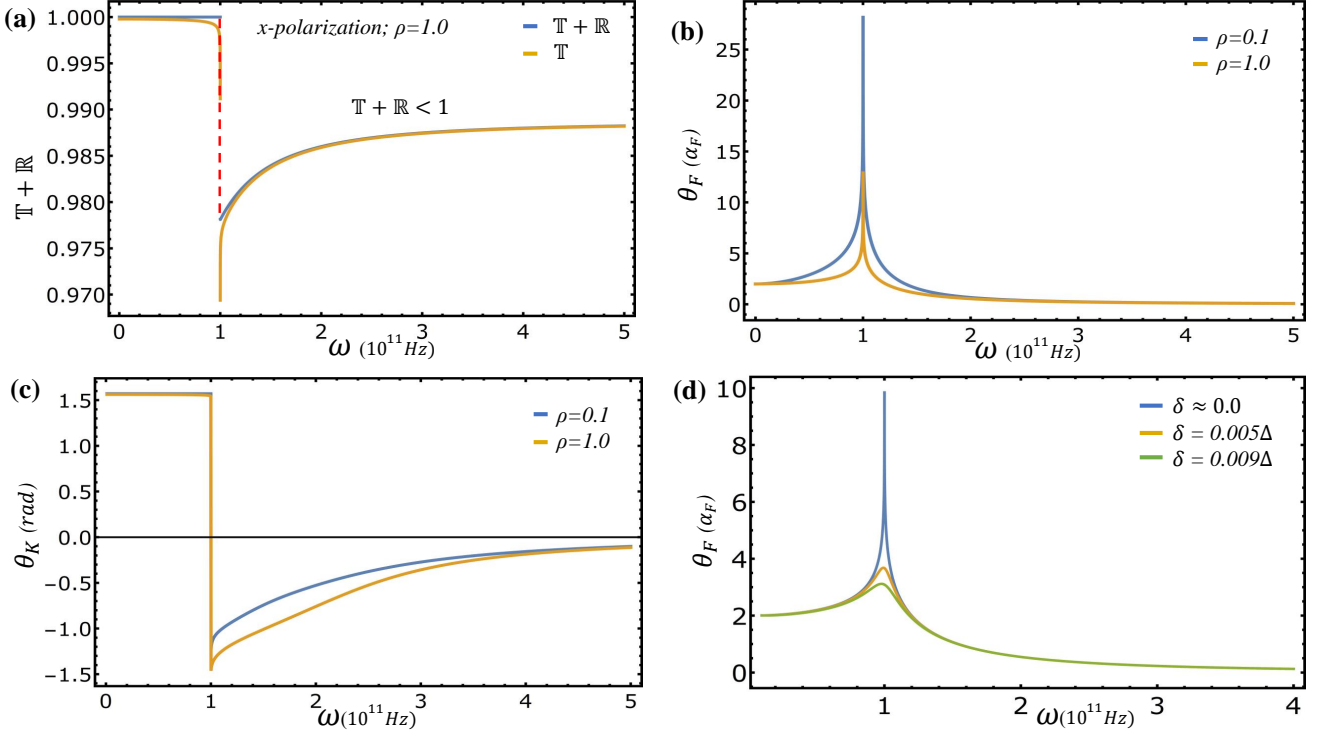 (a)
x-polarization; ρ=1.0
𝕋 + ℝ
𝕋
𝕋 + ℝ < 1
1.000
0.995
0.990
0.985
0.980
0.975
0.970
𝕋 + ℝ
0 1 2 3 4 5
ω (10¹¹Hz)
(b)
ρ=0.1
ρ=1.0
25
20
15
10
5
0
θ_F (α_F)
0 1 2 3 4 5
ω (10¹¹Hz)
(c)
ρ=0.1
ρ=1.0
1.5
1.0
0.5
0.0
−0.5
−1.0
−1.5
θ_K (rad)
0 1 2 3 4 5
ω(10¹¹Hz)
(d)
δ ≈ 0.0
δ = 0.005Δ
δ = 0.009Δ
10
8
6
4
2
0
θ_F (α_F)
1 2 3 4
ω(10¹¹Hz)